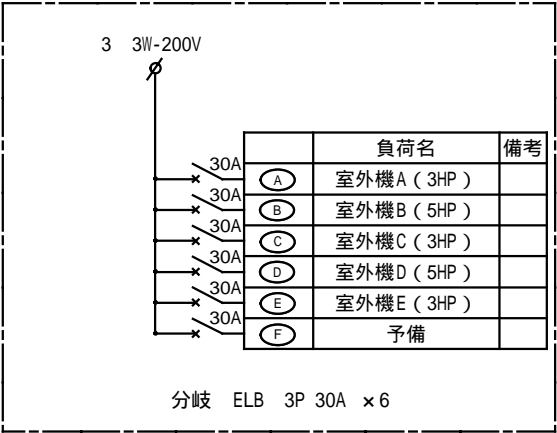 3 3W-200V
負荷名 備考
30A A 室外機A（3HP）
30A B 室外機B（5HP）
30A C 室外機C（3HP）
30A D 室外機D（5HP）
30A E 室外機E（3HP）
30A F 予備
分岐 ELB 3P 30A ×6